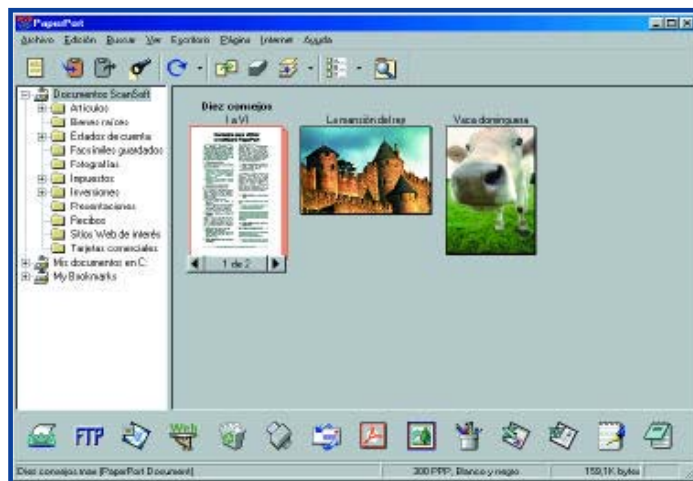 PaperPort
Archivo Edición Buscar Ver Escritorio Página Internet Ayuda
Documentos ScanSoft
Artículos
Bienes raíces
Estados de cuenta
Facsímiles guardados
Fotografías
Impuestos
Inversiones
Presentaciones
Recibos
Sitios Web de interés
Tarjetas comerciales
Mis documentos en C:
My Bookmarks
Diez consejos
I a VI
La mansión del rey
Vaca dominguera
1 de 2
FTP
Web
Diez consejos.max (PaperPort Document)
300 PPP, Blanco y negro
159,1K bytes